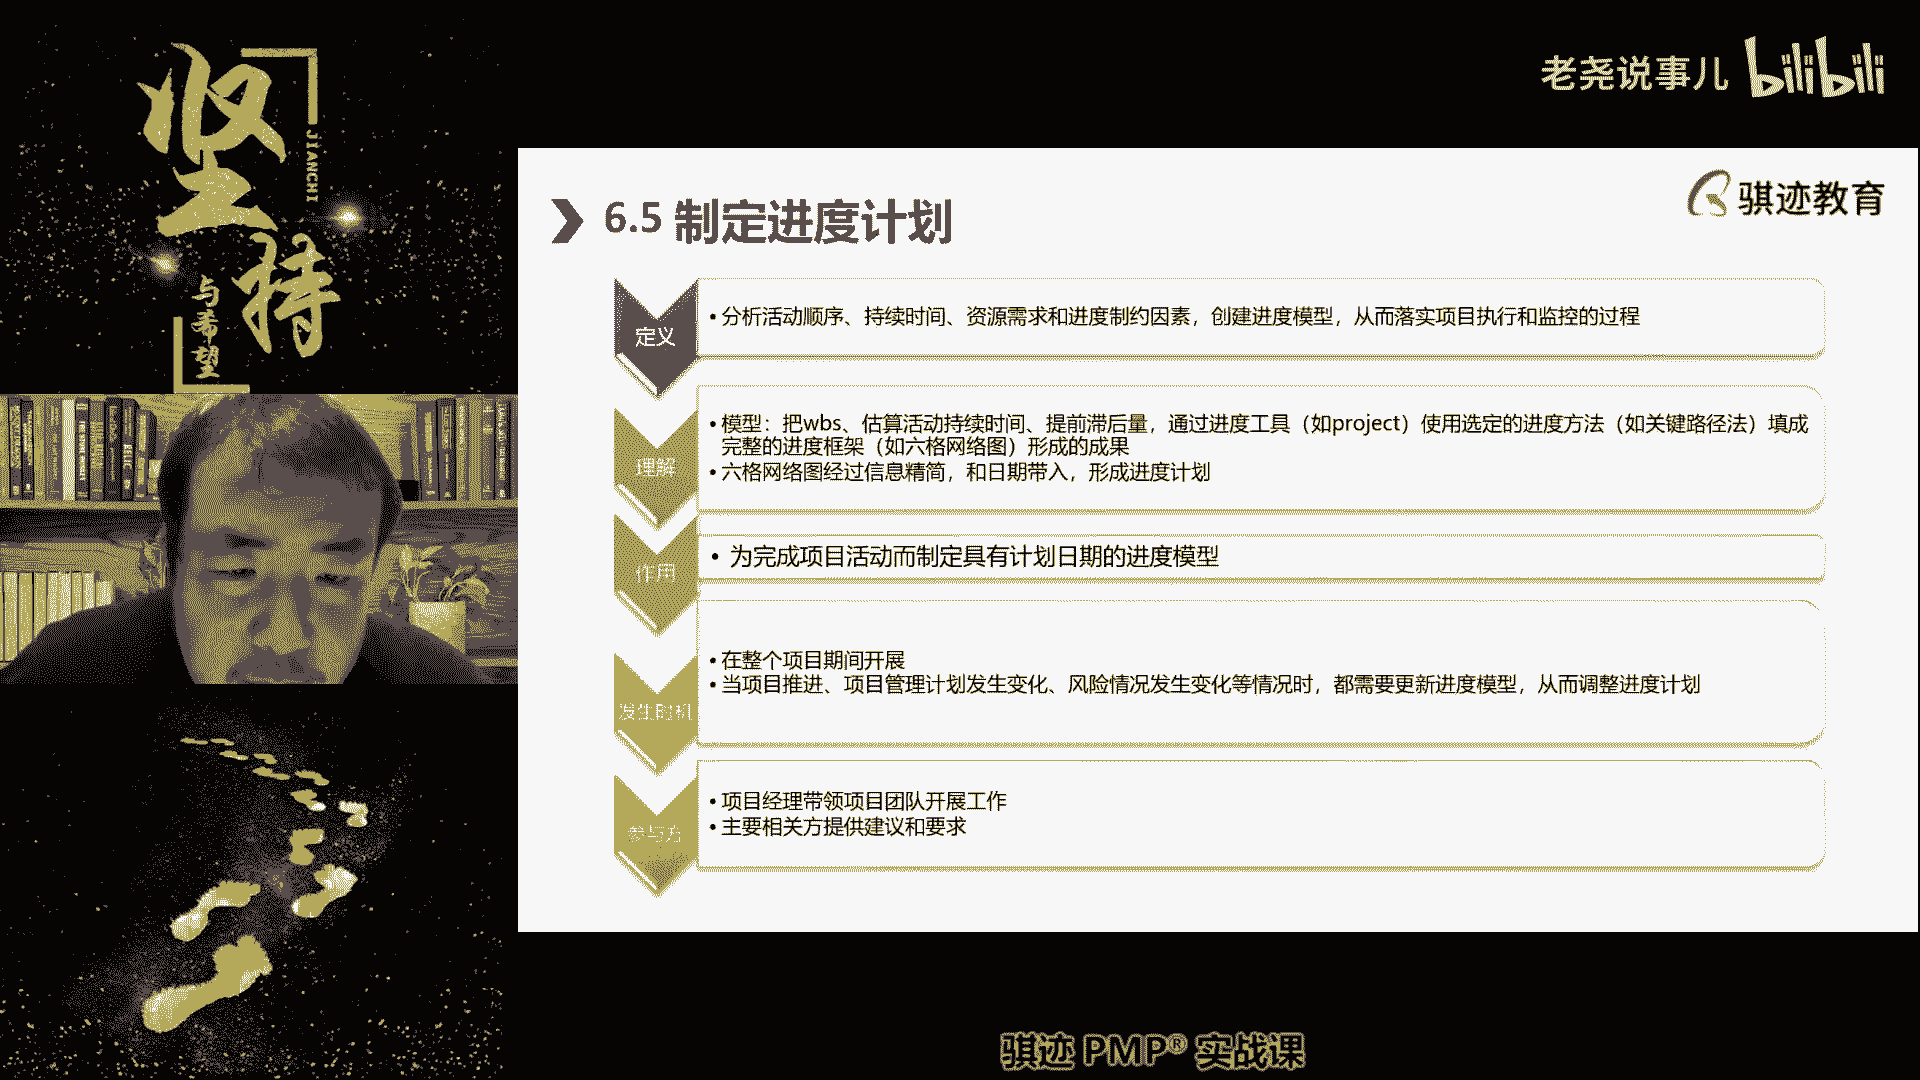 坚持
JIANCHI
与希望
老尧说事儿 bilibili
骐迹教育
6.5 制定进度计划
定义
• 分析活动顺序、持续时间、资源需求和进度制约因素，创建进度模型，从而落实项目执行和监控的过程
理解
• 模型：把wbs、估算活动持续时间、提前滞后量，通过进度工具（如project）使用选定的进度方法（如关键路径法）填成
完整的进度框架（如六格网络图）形成的成果
• 六格网络图经过信息精简，和日期带入，形成进度计划
作用
• 为完成项目活动而制定具有计划日期的进度模型
发生时机
• 在整个项目期间开展
• 当项目推进、项目管理计划发生变化、风险情况发生变化等情况时，都需要更新进度模型，从而调整进度计划
参与方
• 项目经理带领项目团队开展工作
• 主要相关方提供建议和要求
骐迹 PMP® 实战课